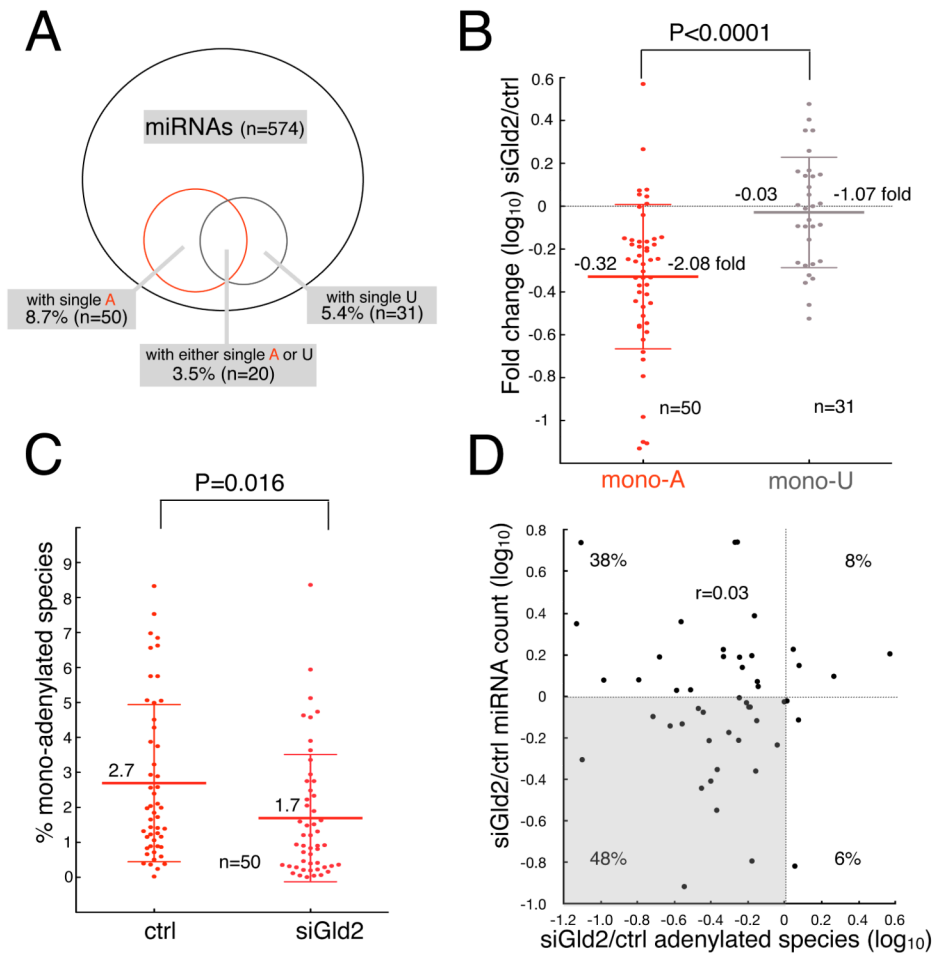 A
miRNAs (n=574)
with single A
8.7% (n=50)
with single U
5.4% (n=31)
with either single A or U
3.5% (n=20)
B
P<0.0001
Fold change (log10) siGld2/ctrl
0.6
0.4
0.2
0
-0.2
-0.4
-0.6
-0.8
-1
-0.03
-1.07 fold
-0.32
-2.08 fold
n=50
n=31
mono-A
mono-U
C
P=0.016
% mono-adenylated species
9
8
7
6
5
4
3
2
1
0
2.7
1.7
n=50
ctrl
siGld2
D
siGld2/ctrl miRNA count (log10)
0.8
0.6
0.4
0.2
0
-0.2
-0.4
-0.6
-0.8
-1.0
38%
8%
r=0.03
48%
6%
-1.2 -1.0 -0.8 -0.6 -0.4 -0.2 0 0.2 0.4 0.6
siGld2/ctrl adenylated species (log10)